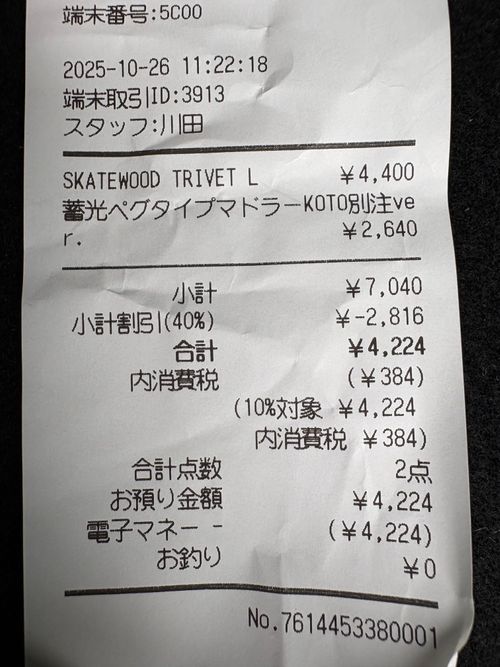 端末番号:5C00
2025-10-26 11:22:18
端末取引ID:3913
スタッフ:川田
SKATEWOOD TRIVET L ¥4,400
蓄光ペグタイプマドラーKOTO別注ve
r. ¥2,640
小計 ¥7,040
小計割引(40%) ¥-2,816
合計 ¥4,224
内消費税 (¥384)
(10%対象 ¥4,224
内消費税 ¥384)
合計点数 2点
お預り金額 ¥4,224
電子マネー - (¥4,224)
お釣り ¥0
No.7614453380001